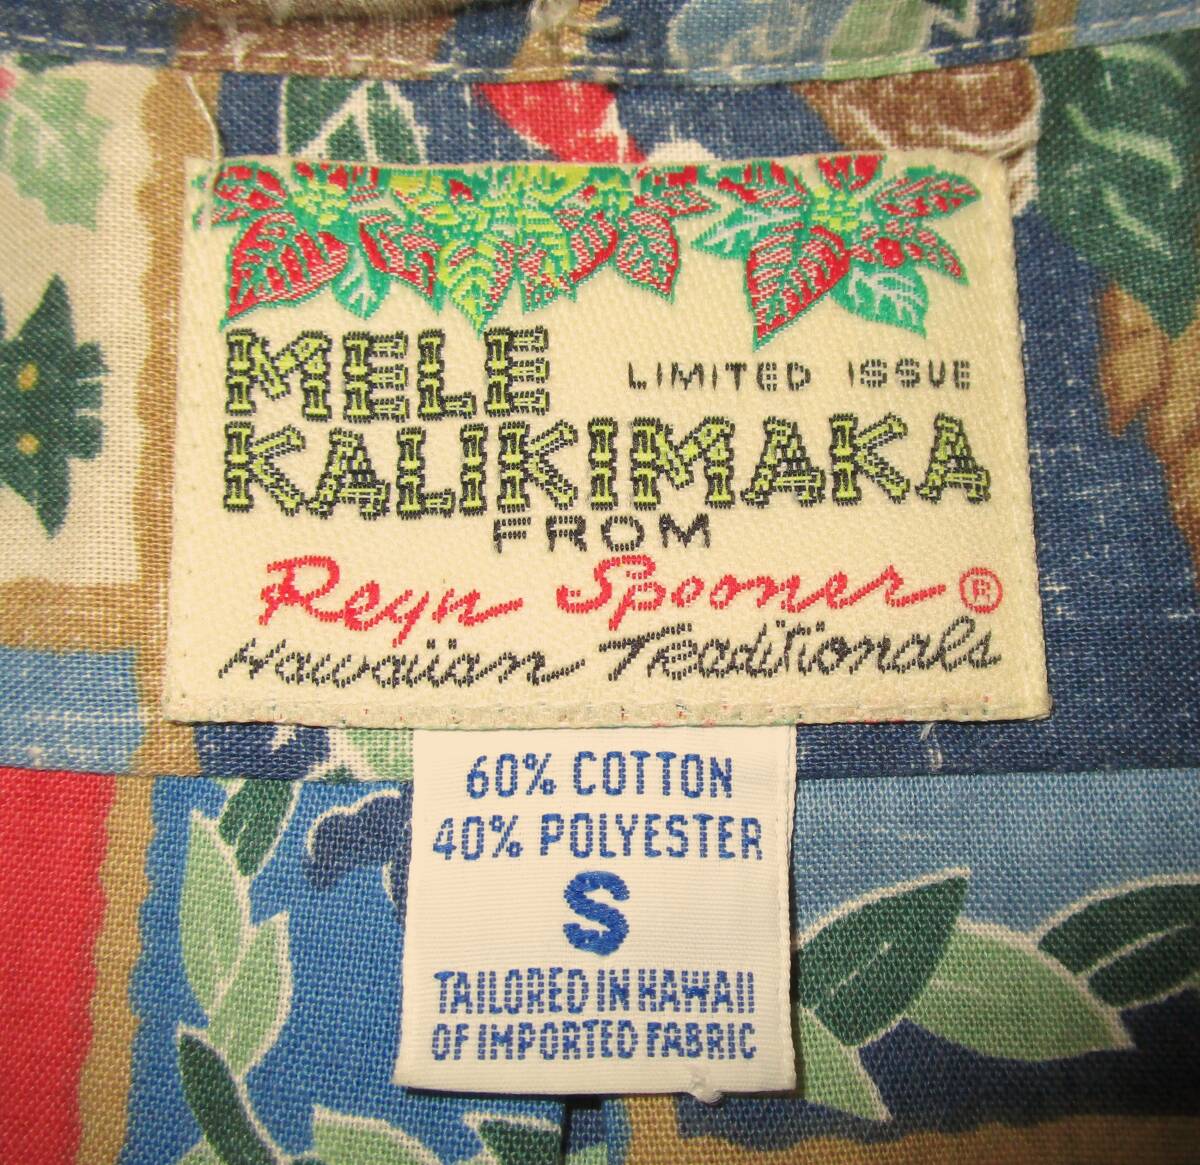 MELE
LIMITED ISSUE
KALIKIMAKA
FROM
Reyn Spooner ®
Hawaiian Traditionals
60% COTTON
40% POLYESTER
S
TAILORED IN HAWAII
OF IMPORTED FABRIC